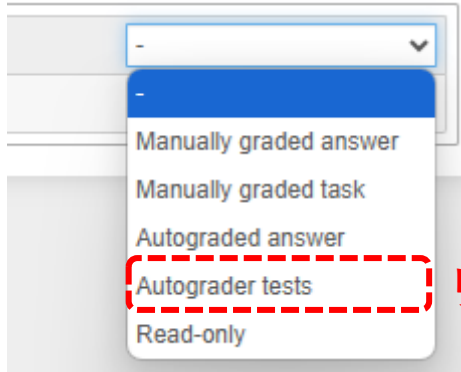 -
-
Manually graded answer
Manually graded task
Autograded answer
Autograder tests
Read-only